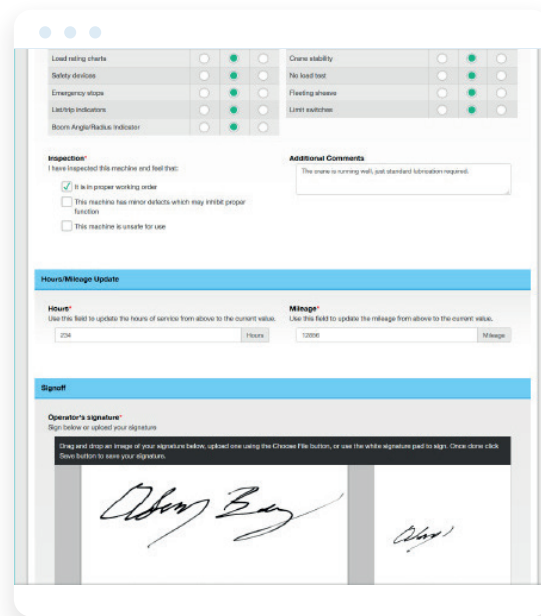 Load rating charts
Crane stability
Safety devices
No load test
Emergency stops
Fleeting sheave
List/trip indicators
Limit switches
Boom Angle/Radius Indicator
Inspection*
I have inspected this machine and feel that:
It is in proper working order
This machine has minor defects which may inhibit proper
function
This machine is unsafe for use
Additional Comments
The crane is running well, just standard lubrication required.
Hours/Mileage Update
Hours*
Use this field to update the hours of service from above to the current value.
234 Hours
Mileage*
Use this field to update the mileage from above to the current value.
Mileage
Signoff
Operator's signature*
Sign below or upload your signature
Drag and drop an image of your signature below, upload one using the Choose File button, or use the white signature pad to sign. Once done click
Save button to save your signature.